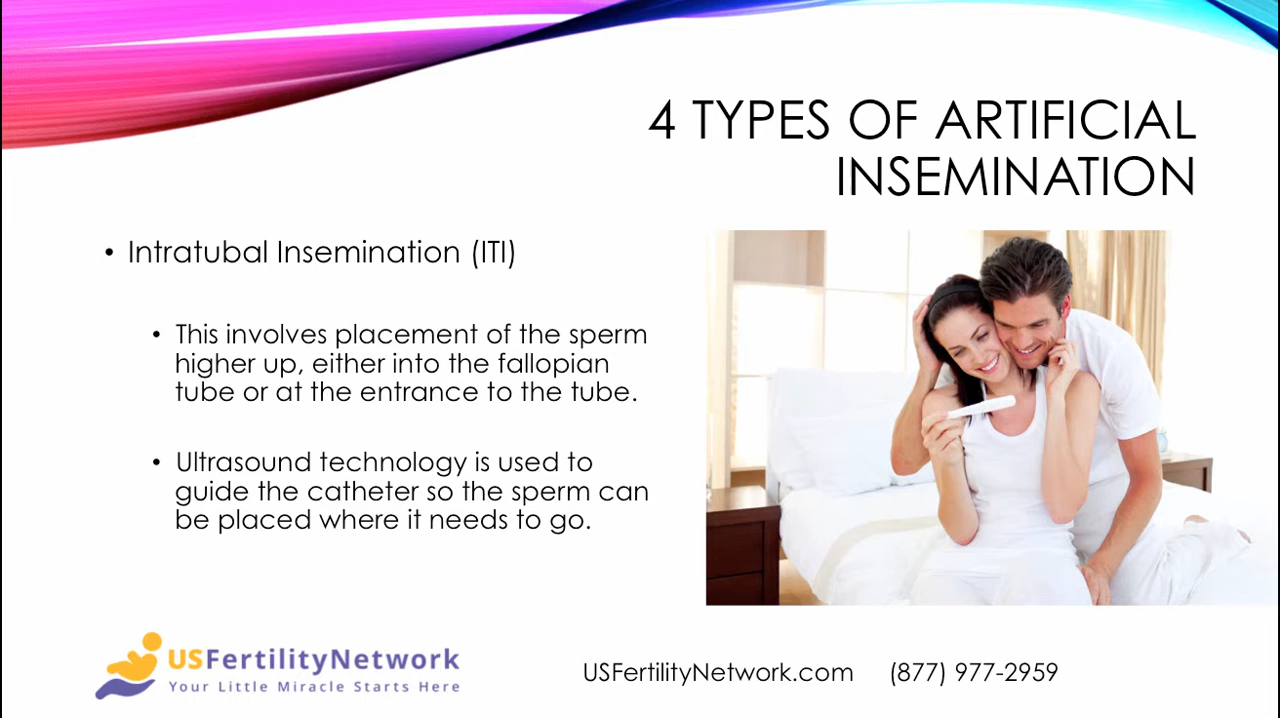 4 TYPES OF ARTIFICIAL
INSEMINATION
• Intratubal Insemination (ITI)
• This involves placement of the sperm
higher up, either into the fallopian
tube or at the entrance to the tube.
• Ultrasound technology is used to
guide the catheter so the sperm can
be placed where it needs to go.
USFertilityNetwork
Your Little Miracle Starts Here
USFertilityNetwork.com (877) 977-2959